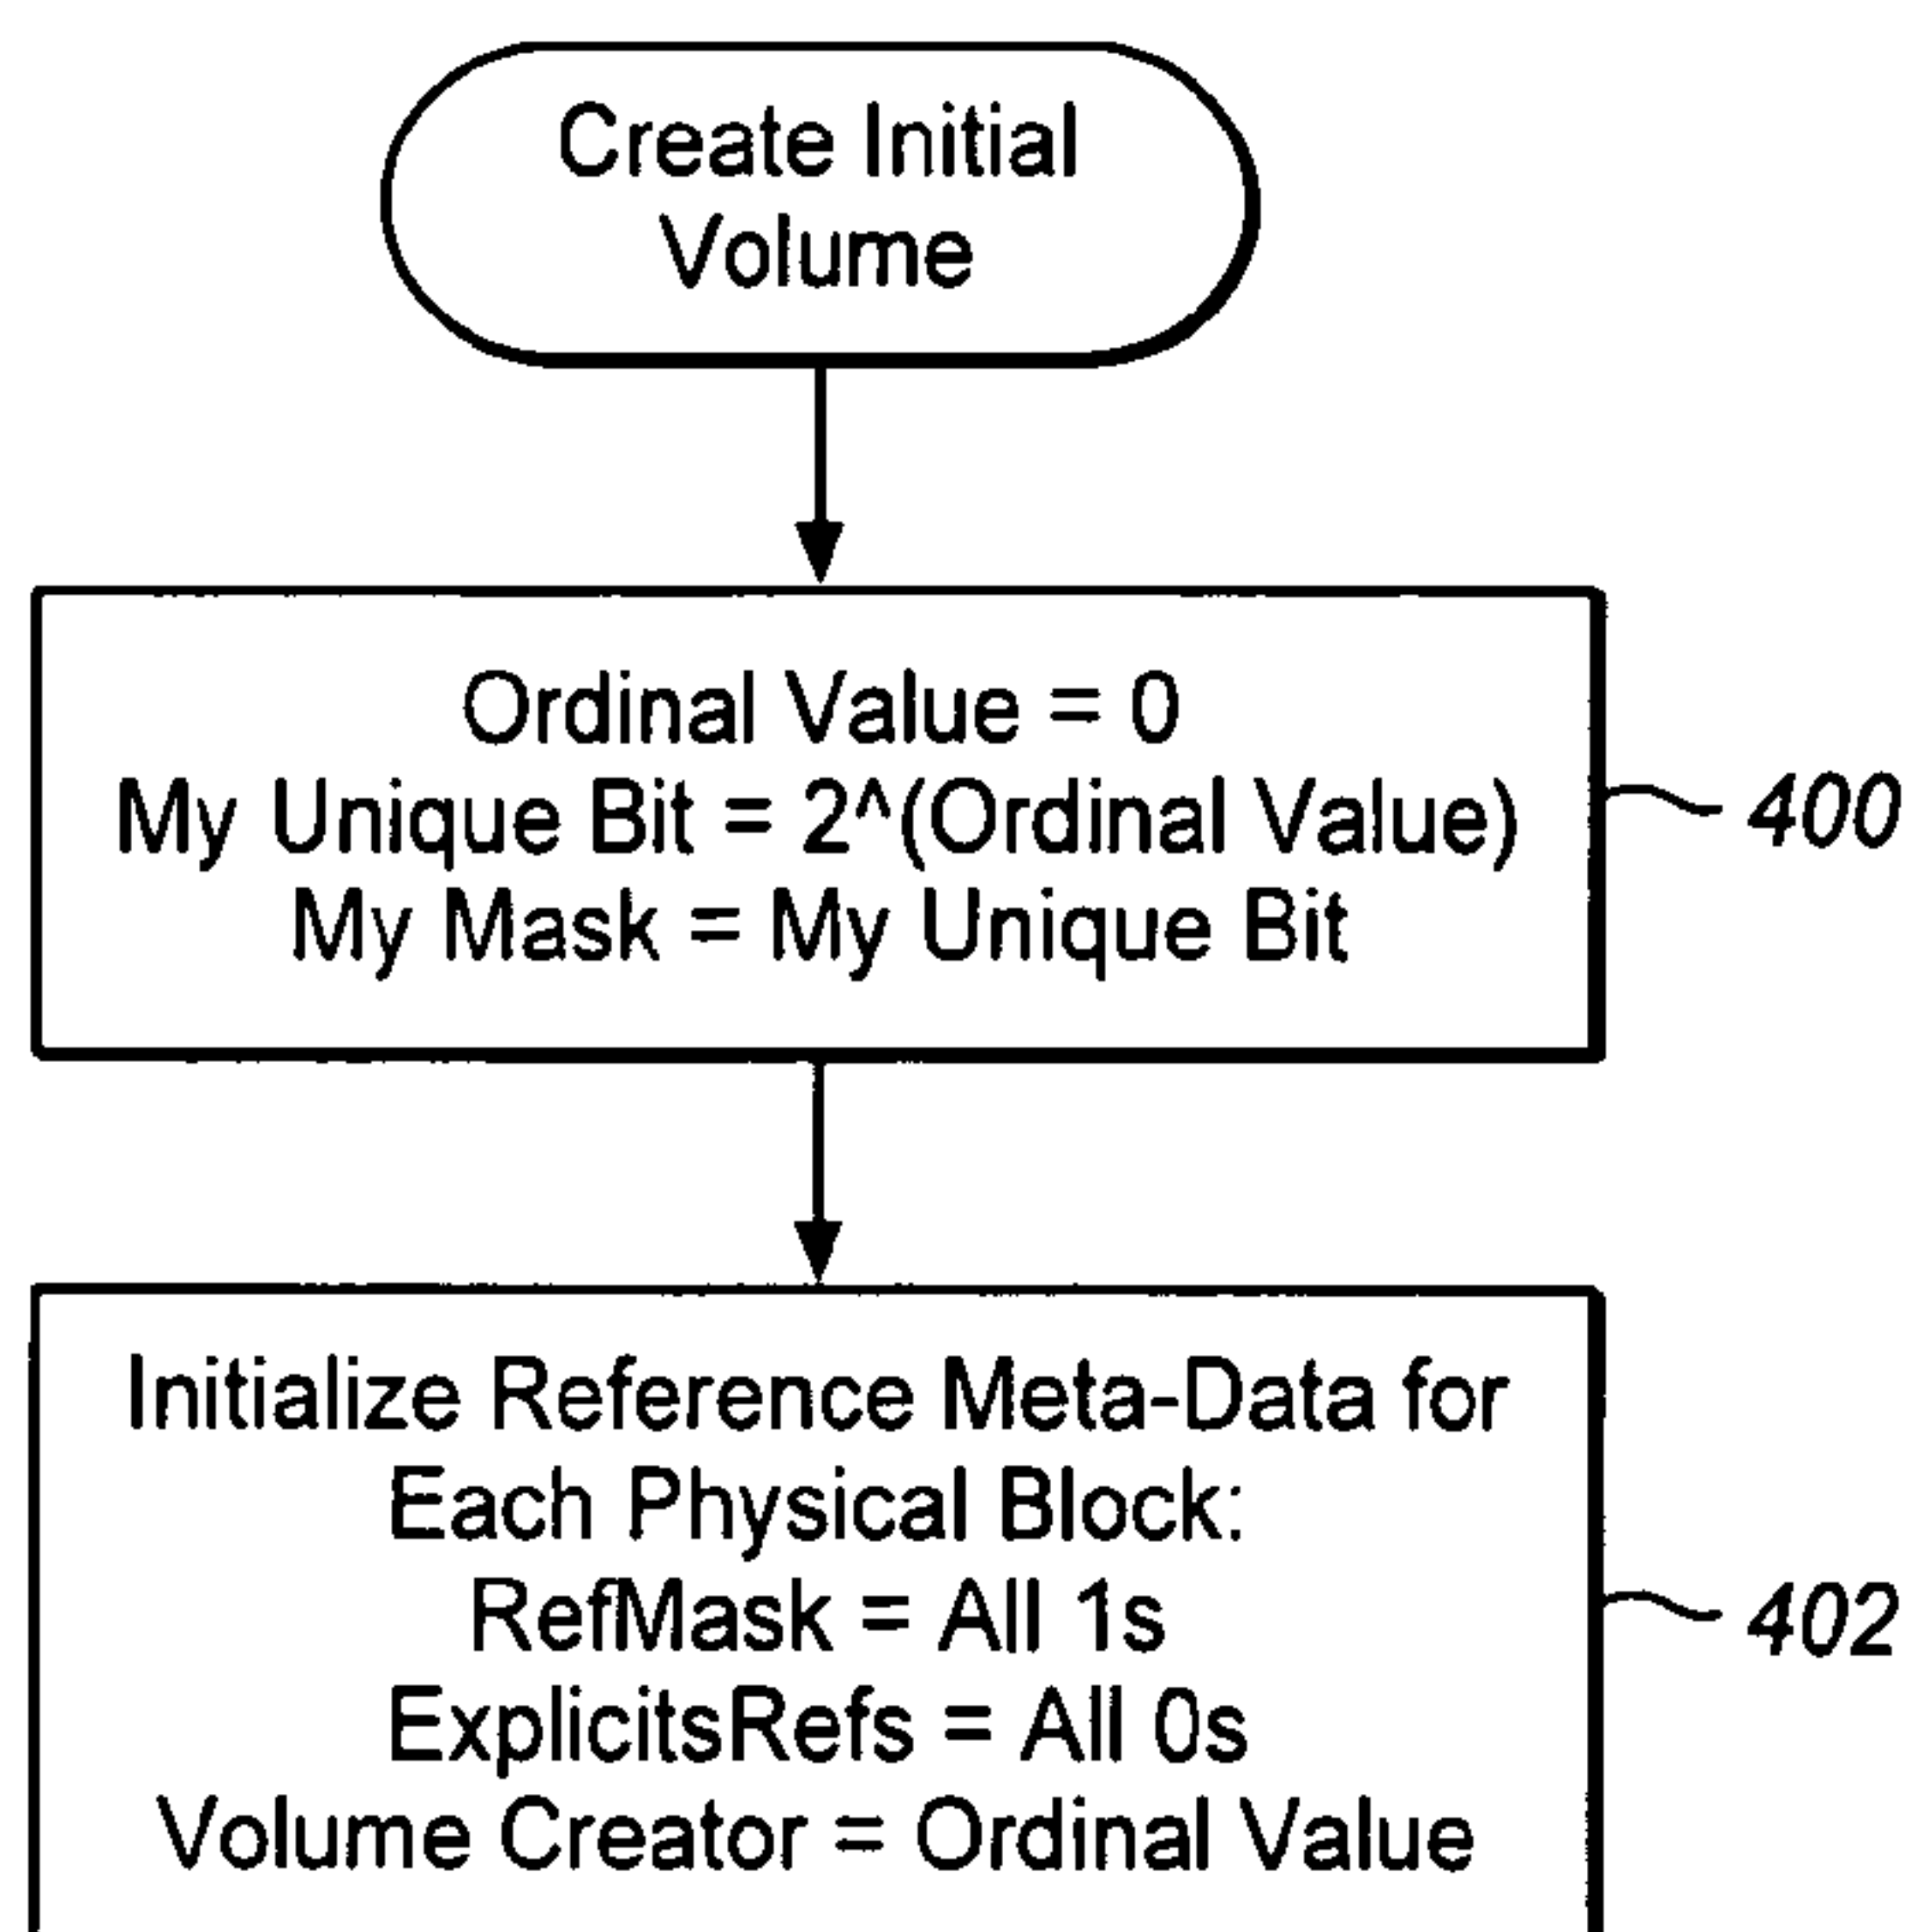 Create Initial
Volume
Ordinal Value = 0
My Unique Bit = 2^(Ordinal Value)
My Mask = My Unique Bit
400
Initialize Reference Meta-Data for
Each Physical Block:
RefMask = All 1s
ExplicitsRefs = All 0s
Volume Creator = Ordinal Value
402